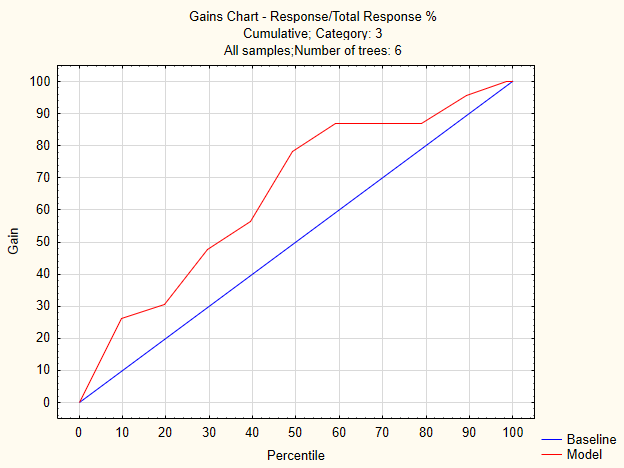 Gains Chart - Response/Total Response %
Cumulative; Category: 3
All samples;Number of trees: 6
100
90
80
70
60
50
40
30
20
10
0
Gain
0 10 20 30 40 50 60 70 80 90 100
Percentile
Baseline
Model